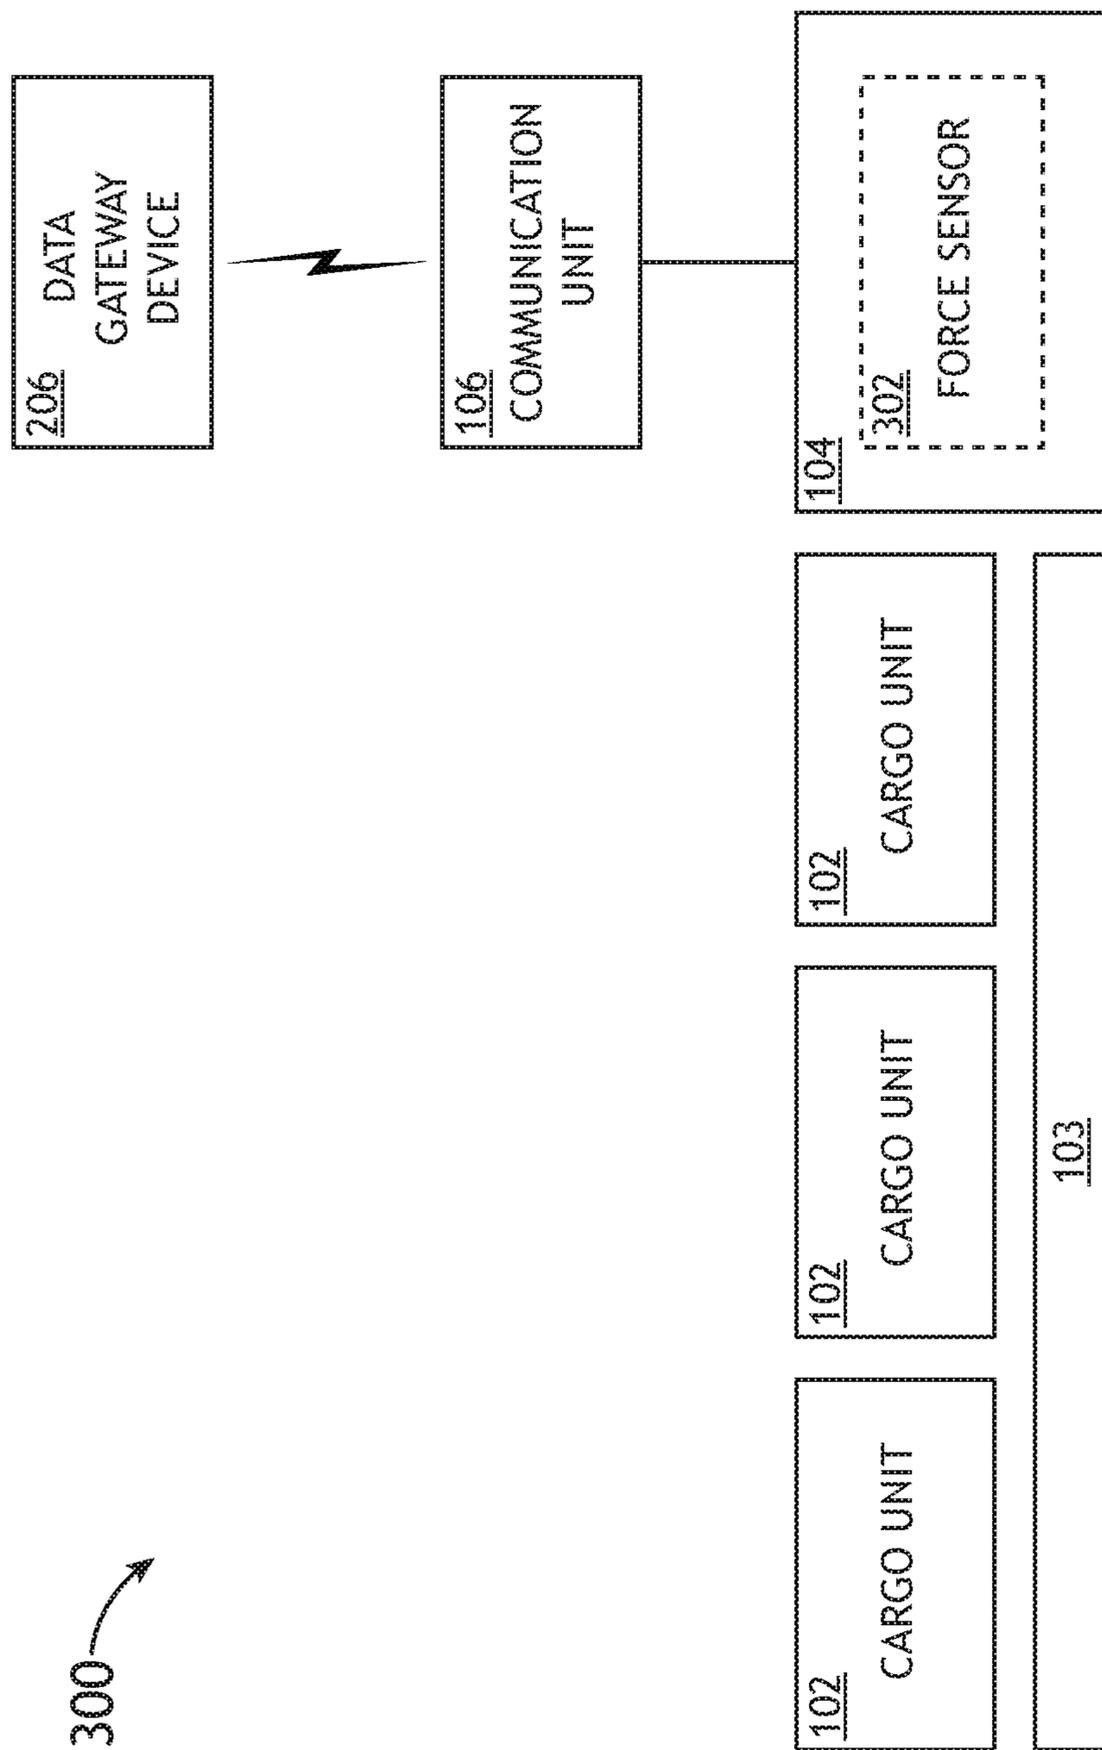 300
206
DATA
GATEWAY
DEVICE
106
COMMUNICATION
UNIT
102
CARGO UNIT
102
CARGO UNIT
102
CARGO UNIT
104
302
FORCE SENSOR
103